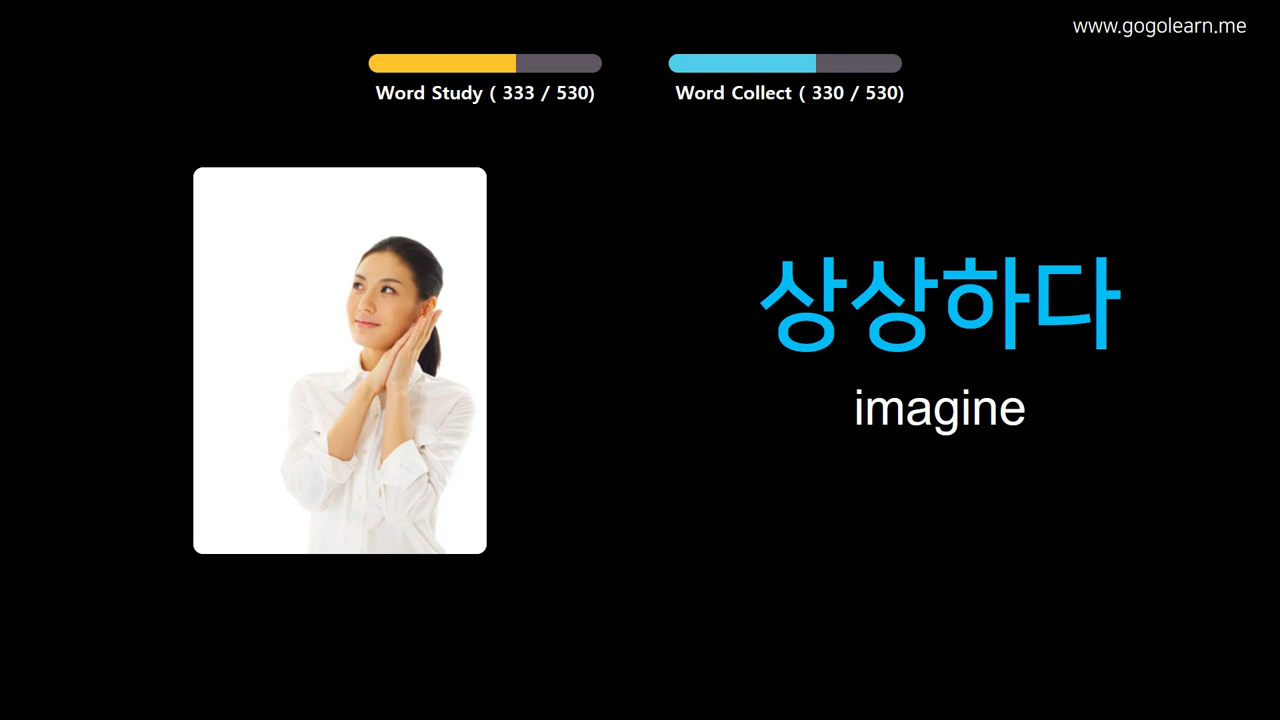 www.gogolearn.me
Word Study ( 333 / 530)
Word Collect ( 330 / 530)
상상하다
imagine